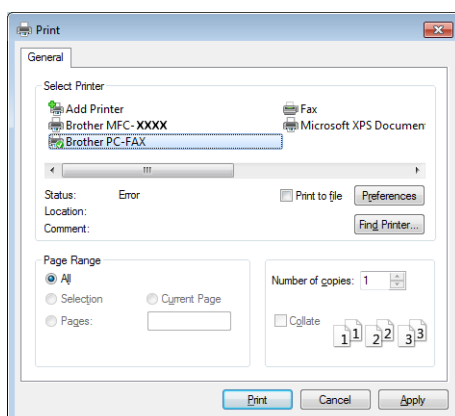 Print
General
Select Printer
Add Printer
Brother MFC-XXXX
Brother PC-FAX
Fax
Microsoft XPS Documen
Status: Error
Location:
Comment:
Print to file
Preferences
Find Printer...
Page Range
All
Selection
Current Page
Pages:
Number of copies: 1
Collate
1 1 2 2 3 3
Print
Cancel
Apply